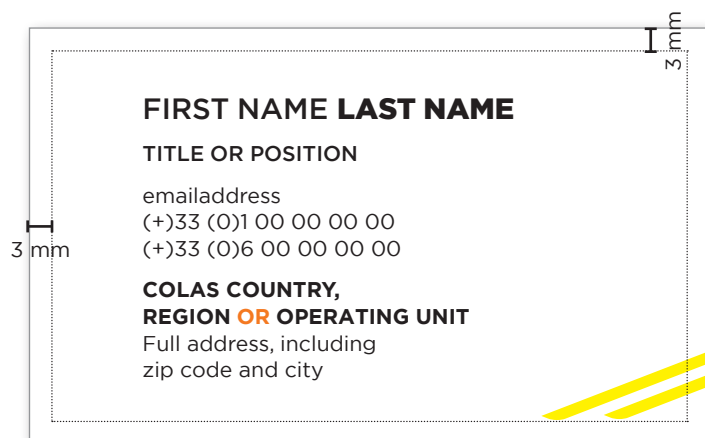 3 mm
FIRST NAME LAST NAME
TITLE OR POSITION
emailaddress
(+)33 (0)1 00 00 00 00
(+)33 (0)6 00 00 00 00
3 mm
COLAS COUNTRY,
REGION OR OPERATING UNIT
Full address, including
zip code and city